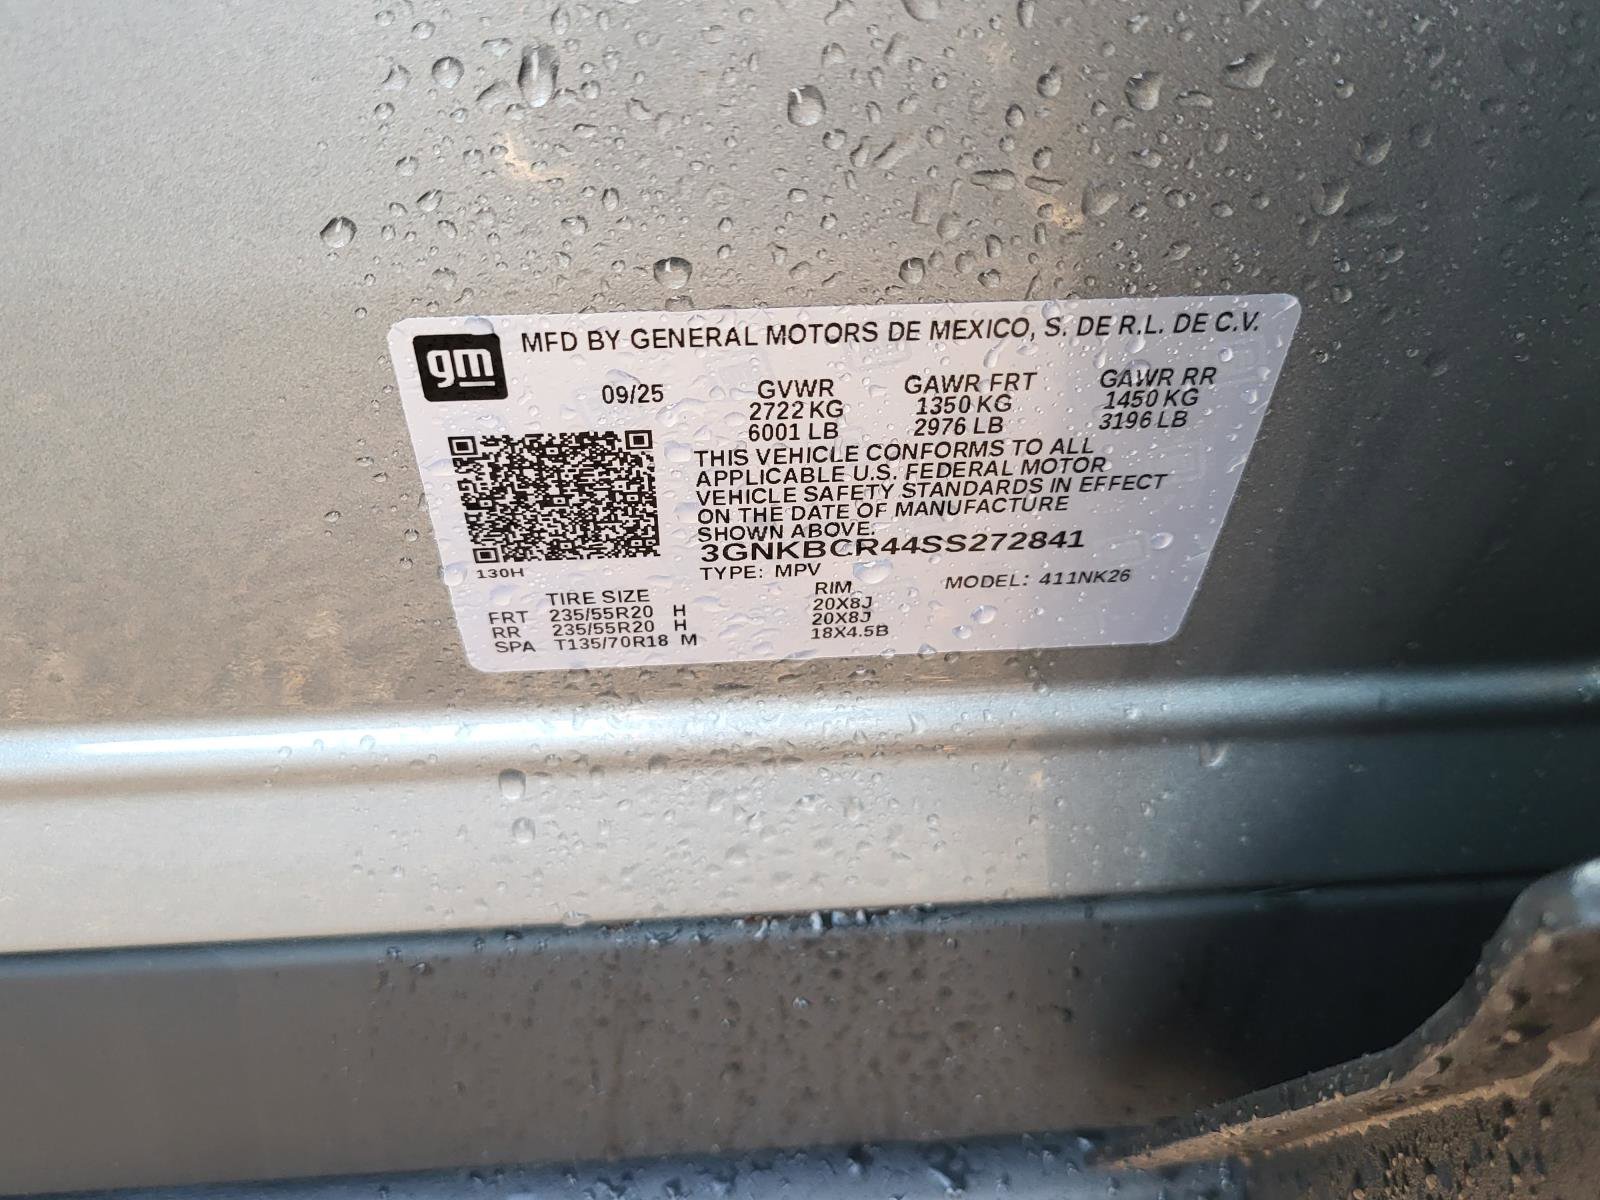 gm
MFD BY GENERAL MOTORS DE MEXICO, S. DE R.L. DE C.V.
09/25 GVWR GAWR FRT GAWR RR
2722 KG 1350 KG 1450 KG
6001 LB 2976 LB 3196 LB
THIS VEHICLE CONFORMS TO ALL
APPLICABLE U.S. FEDERAL MOTOR
VEHICLE SAFETY STANDARDS IN EFFECT
ON THE DATE OF MANUFACTURE
SHOWN ABOVE.
3GNKBCR44SS272841
130H
TYPE: MPV MODEL: 411NK26
TIRE SIZE RIM
FRT 235/55R20 H 20X8J
RR 235/55R20 H 20X8J
SPA T135/70R18 M 18X4.5B